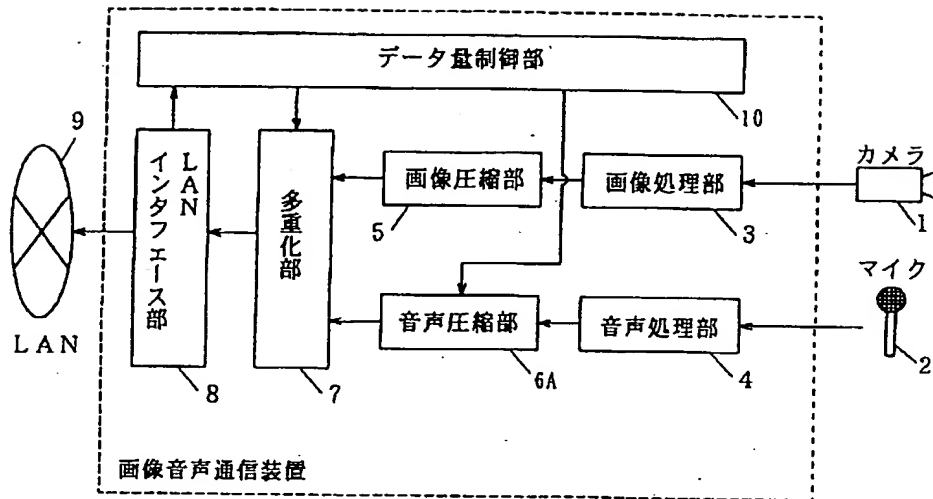 データ量制御部
10
9
LAN
インタフェース部
多重化部
画像圧縮部
画像処理部
カメラ
5
3
1
マイク
音声圧縮部
音声処理部
LAN
8
7
6A
4
2
画像音声通信装置